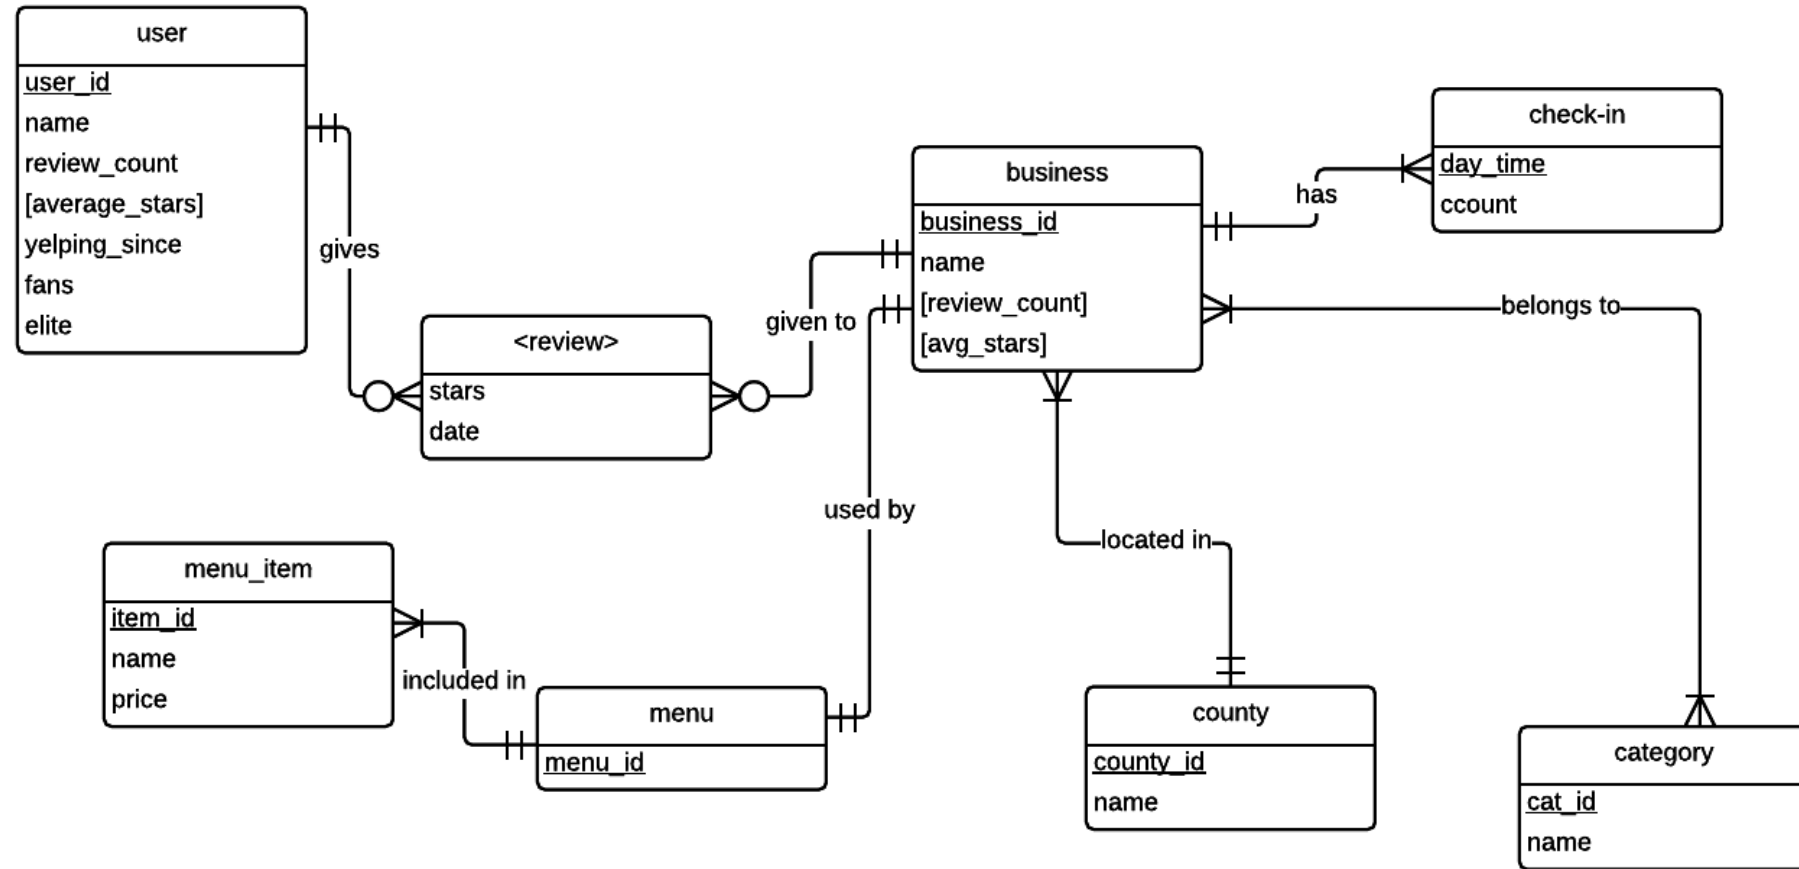 user
user_id
name
review_count
[average_stars]
yelping_since
fans
elite
gives
<review>
stars
date
given to
business
business_id
name
[review_count]
[avg_stars]
has
check-in
day_time
ccount
belongs to
used by
located in
menu_item
item_id
name
price
included in
menu
menu_id
county
county_id
name
category
cat_id
name